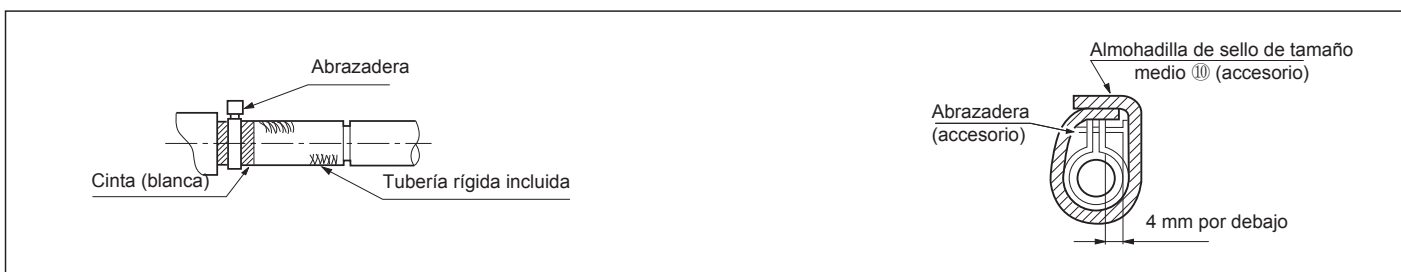 Abrazadera
Cinta (blanca)
Tubería rígida incluida
Almohadilla de sello de tamaño
medio ⑩ (accesorio)
Abrazadera
(accesorio)
4 mm por debajo